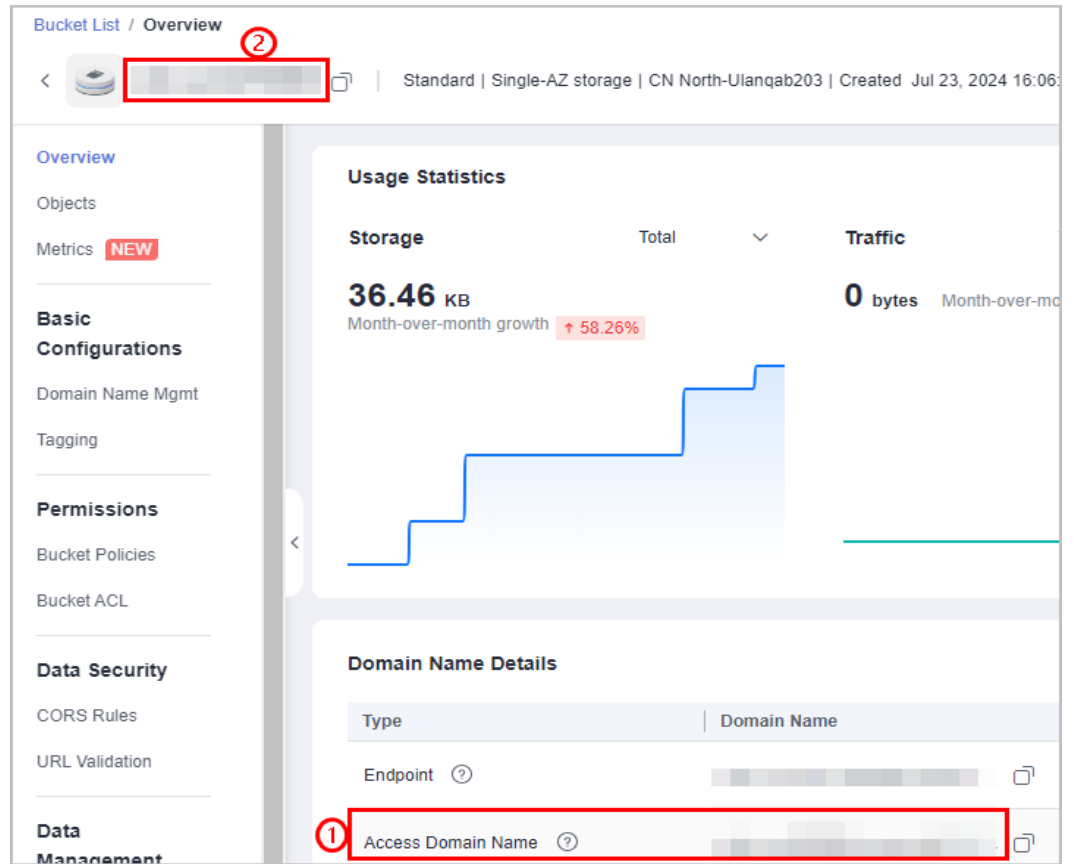 Bucket List / Overview
②
Standard | Single-AZ storage | CN North-Ulanqab203 | Created Jul 23, 2024 16:06:
Overview
Objects
Metrics NEW
Basic
Configurations
Domain Name Mgmt
Tagging
Permissions
Bucket Policies
Bucket ACL
Data Security
CORS Rules
URL Validation
Data
Management
Usage Statistics
Storage Total
36.46 KB
Month-over-month growth ↑ 58.26%
Traffic
0 bytes Month-over-mo
Domain Name Details
Type Domain Name
Endpoint ?
① Access Domain Name ?